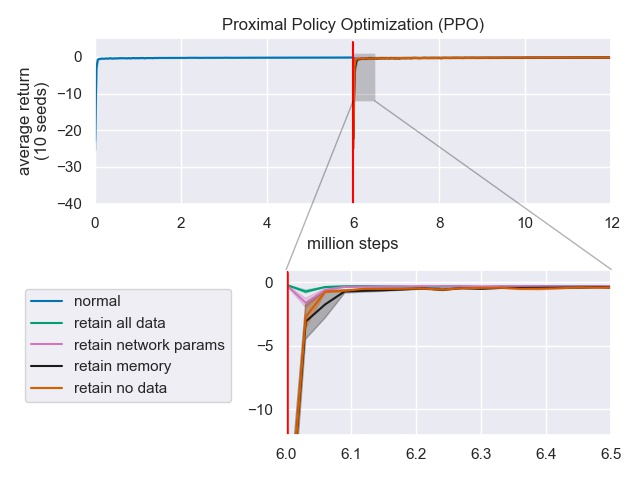 Proximal Policy Optimization (PPO)
average return
(10 seeds)
0
−10
−20
−30
−40
0
2
4
6
8
10
12
million steps
normal
retain all data
retain network params
retain memory
retain no data
0
−5
−10
6.0
6.1
6.2
6.3
6.4
6.5